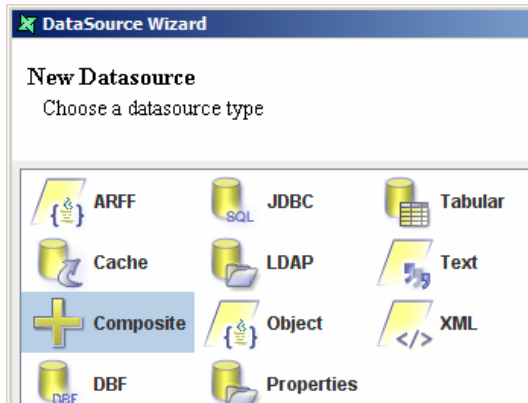 DataSource Wizard
New Datasource
Choose a datasource type
ARFF JDBC Tabular
SQL
Cache LDAP Text
Composite Object XML
</>
DBF Properties
DBF